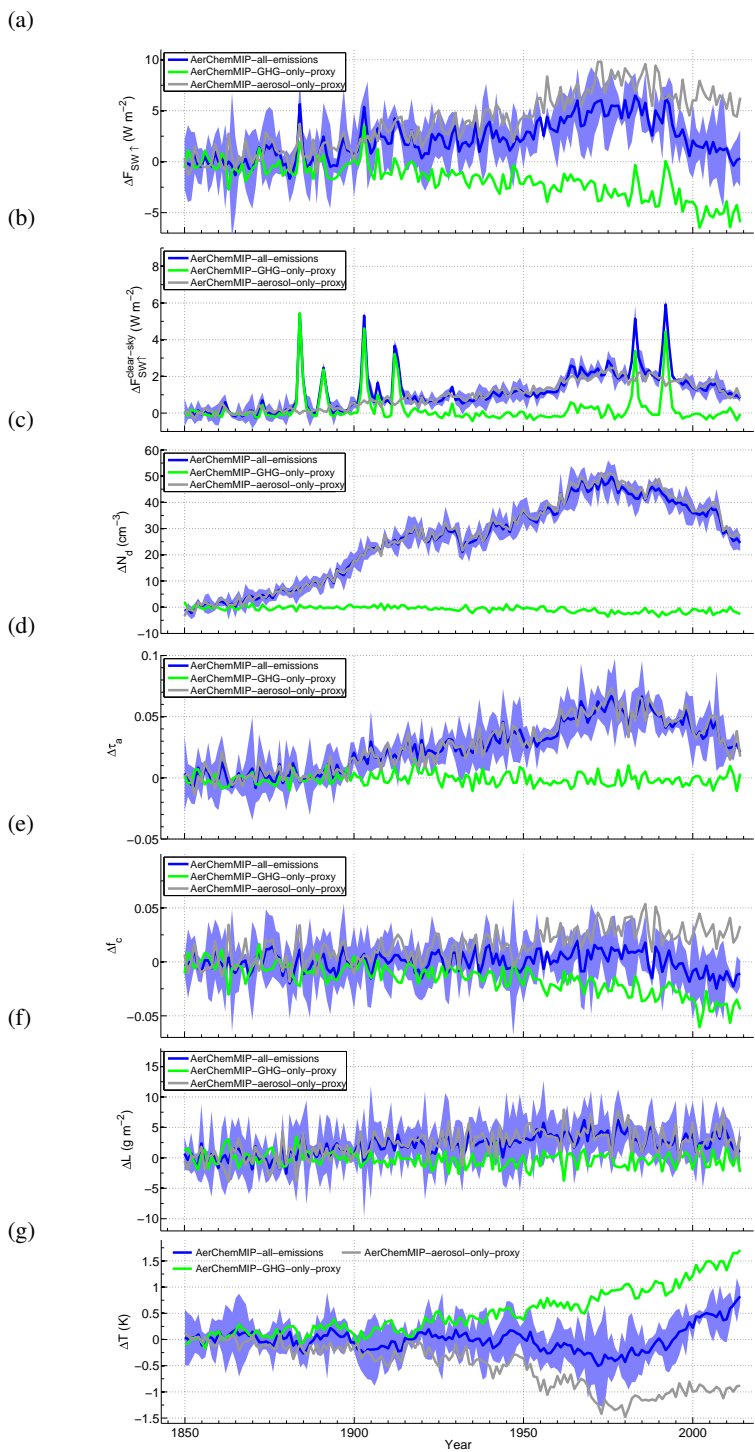 (a)
AerChemMIP−all−emissions
AerChemMIP−GHG−only−proxy
AerChemMIP−aerosol−only−proxy
10
5
0
−5
ΔF SW↑ (W m−2)
(b)
AerChemMIP−all−emissions
AerChemMIP−GHG−only−proxy
AerChemMIP−aerosol−only−proxy
8
6
4
2
0
ΔF clear−sky SW↑ (W m−2)
(c)
AerChemMIP−all−emissions
AerChemMIP−GHG−only−proxy
AerChemMIP−aerosol−only−proxy
60
50
40
30
20
10
0
−10
ΔN d (cm−3)
(d)
AerChemMIP−all−emissions
AerChemMIP−GHG−only−proxy
AerChemMIP−aerosol−only−proxy
0.1
0.05
0
−0.05
Δτ a
(e)
AerChemMIP−all−emissions
AerChemMIP−GHG−only−proxy
AerChemMIP−aerosol−only−proxy
0.05
0
−0.05
Δf c
(f)
AerChemMIP−all−emissions
AerChemMIP−GHG−only−proxy
AerChemMIP−aerosol−only−proxy
15
10
5
0
−5
−10
ΔL (g m−2)
(g)
AerChemMIP−all−emissions
AerChemMIP−GHG−only−proxy
AerChemMIP−aerosol−only−proxy
1.5
1
0.5
0
−0.5
−1
−1.5
ΔT (K)
1850
1900
1950
2000
Year